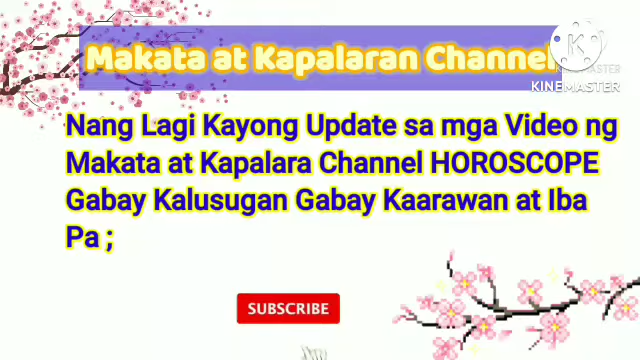 Makata at Kapalaran Channel
KINEMASTER
Nang Lagi Kayong Update sa mga Video ng
Makata at Kapalara Channel HOROSCOPE
Gabay Kalusugan Gabay Kaarawan at Iba
Pa ;
SUBSCRIBE